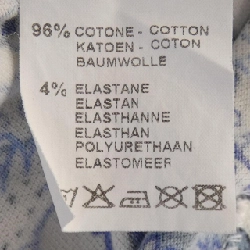 96% COTONE - COTTON
KATOEN - COTON
BAUMWOLLE
4% ELASTANE
ELASTAN
ELASTHANNE
ELASTHAN
POLYURETHAAN
ELASTOMEER